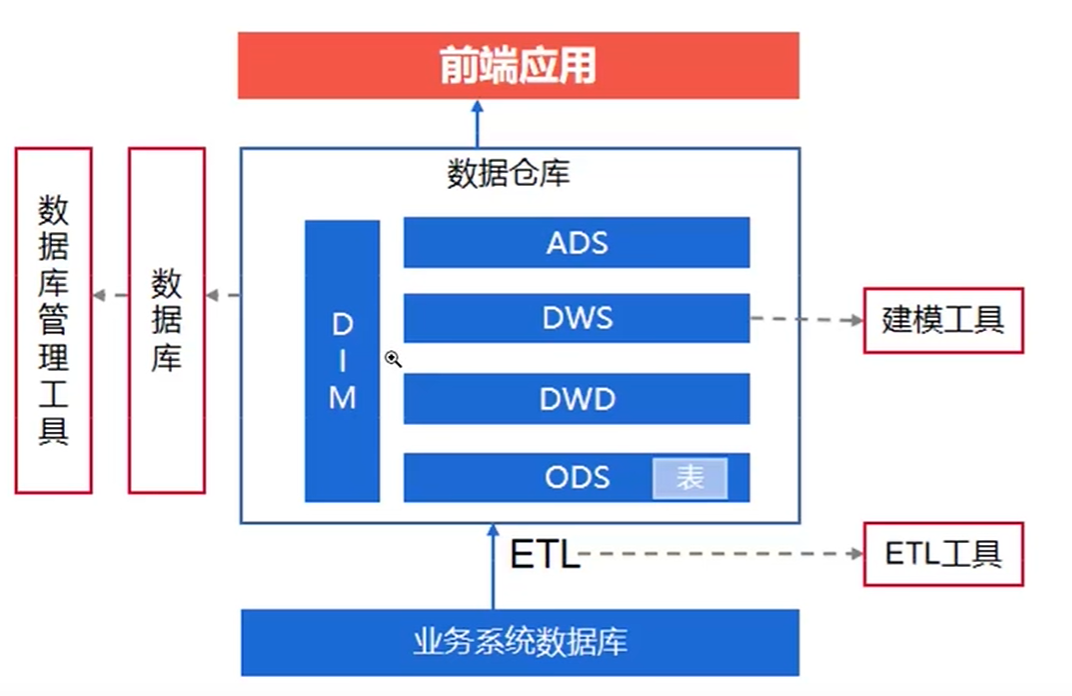 前端应用
数据仓库
数据库管理工具
数据库
DIM
ADS
DWS
建模工具
DWD
ODS
表
ETL
ETL工具
业务系统数据库